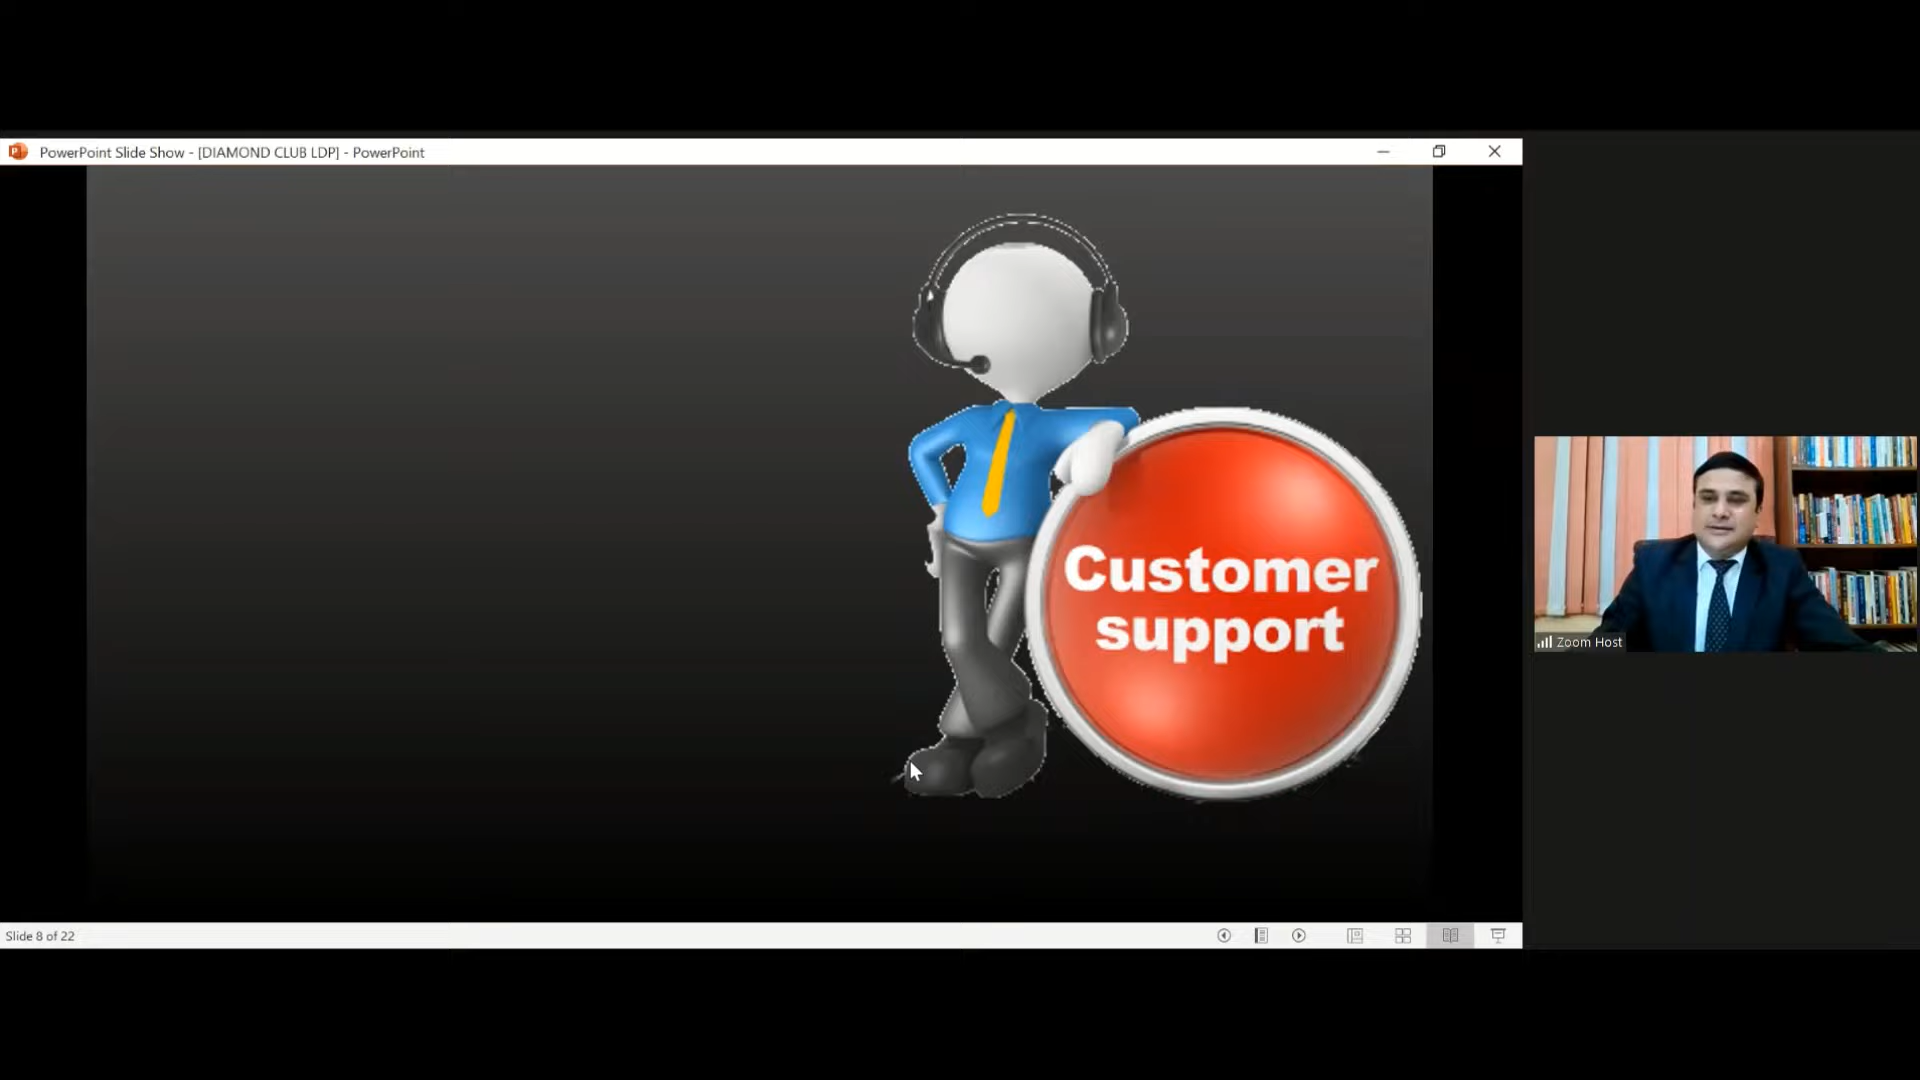 PowerPoint Slide Show - [DIAMOND CLUB LDP] - PowerPoint
Customer
support
Zoom Host
Slide 8 of 22